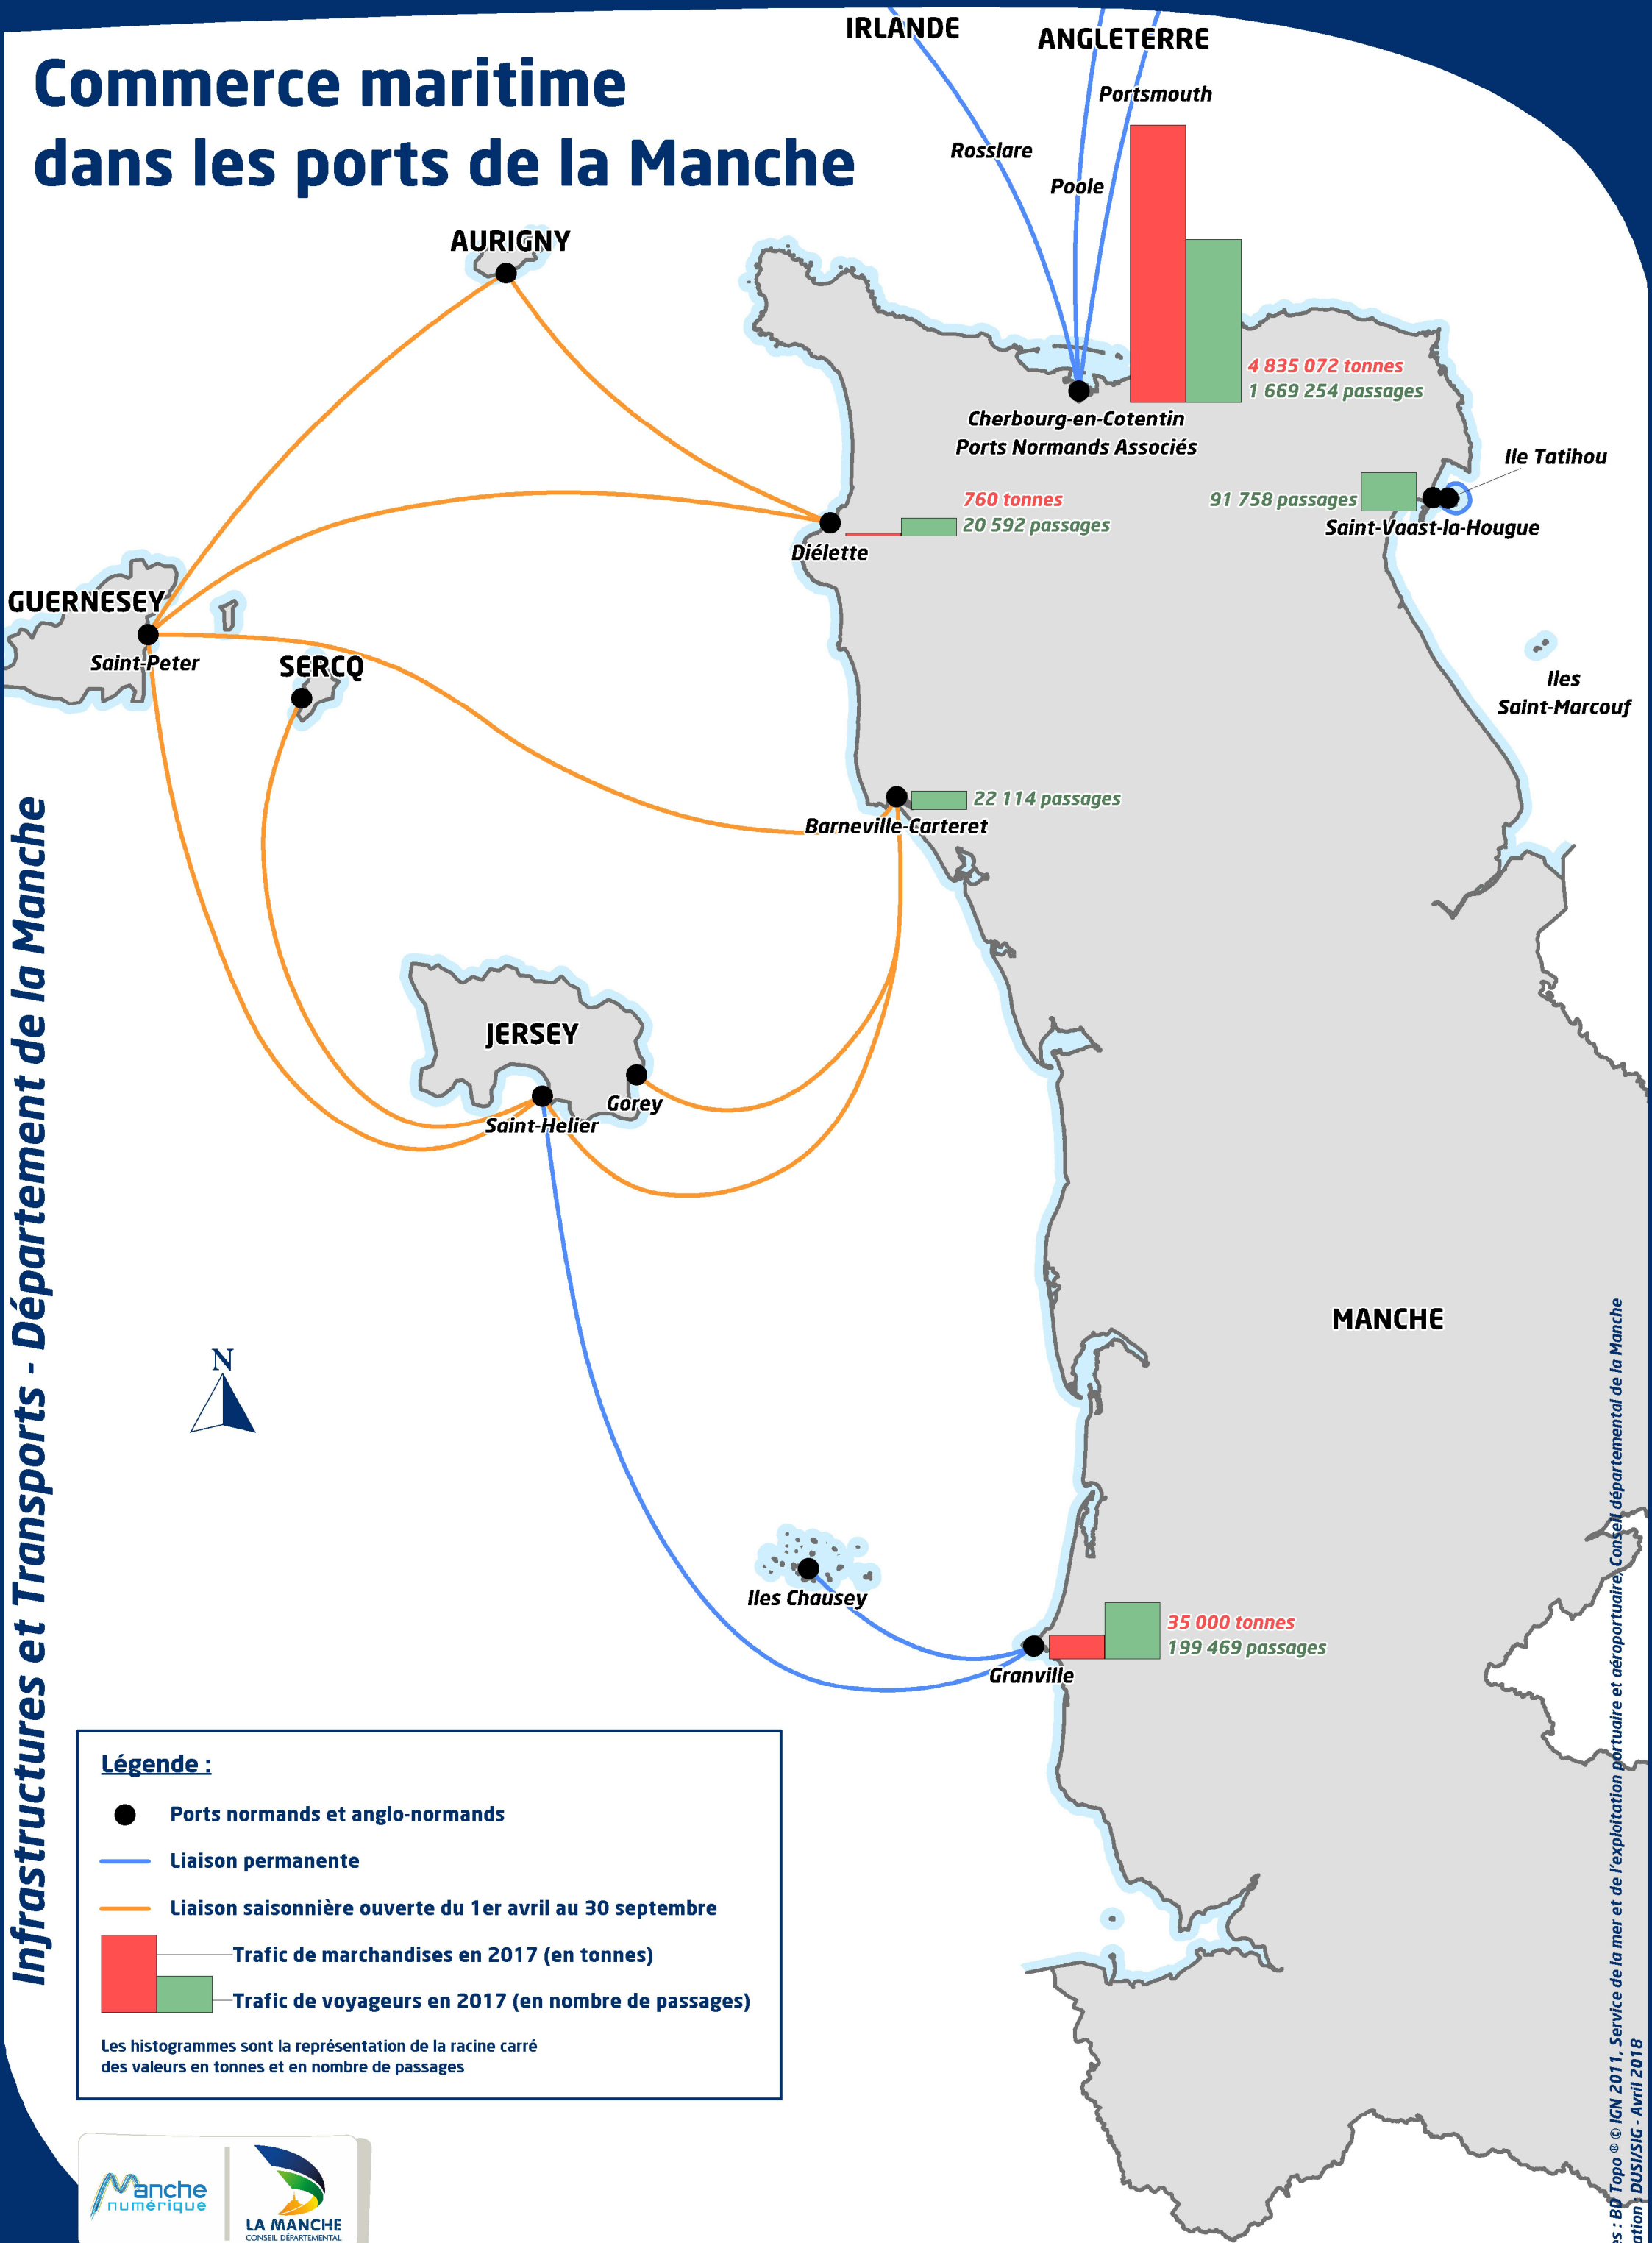 IRLANDE
ANGLETERRE
Commerce maritime
dans les ports de la Manche
Portsmouth
Rosslare
Poole
AURIGNY
4 835 072 tonnes
1 669 254 passages
Cherbourg-en-Cotentin
Ports Normands Associés
Ile Tatihou
760 tonnes
20 592 passages
91 758 passages
Saint-Vaast-la-Hougue
Diélette
GUERNESEY
Saint-Peter
SERCQ
Iles
Saint-Marcouf
22 114 passages
Barneville-Carteret
JERSEY
Gorey
Saint-Helier
MANCHE
N
Iles Chausey
35 000 tonnes
199 469 passages
Granville
Infrastructures et Transports - Département de la Manche
Légende :
Ports normands et anglo-normands
Liaison permanente
Liaison saisonnière ouverte du 1er avril au 30 septembre
Trafic de marchandises en 2017 (en tonnes)
Trafic de voyageurs en 2017 (en nombre de passages)
Les histogrammes sont la représentation de la racine carré
des valeurs en tonnes et en nombre de passages
Manche
numérique
LA MANCHE
CONSEIL DÉPARTEMENTAL
: BD Topo ® © IGN 2011, Service de la mer et de l'exploitation portuaire et aéroportuaire, Conseil départemental de la Manche
: DUSI/SIG - Avril 2018